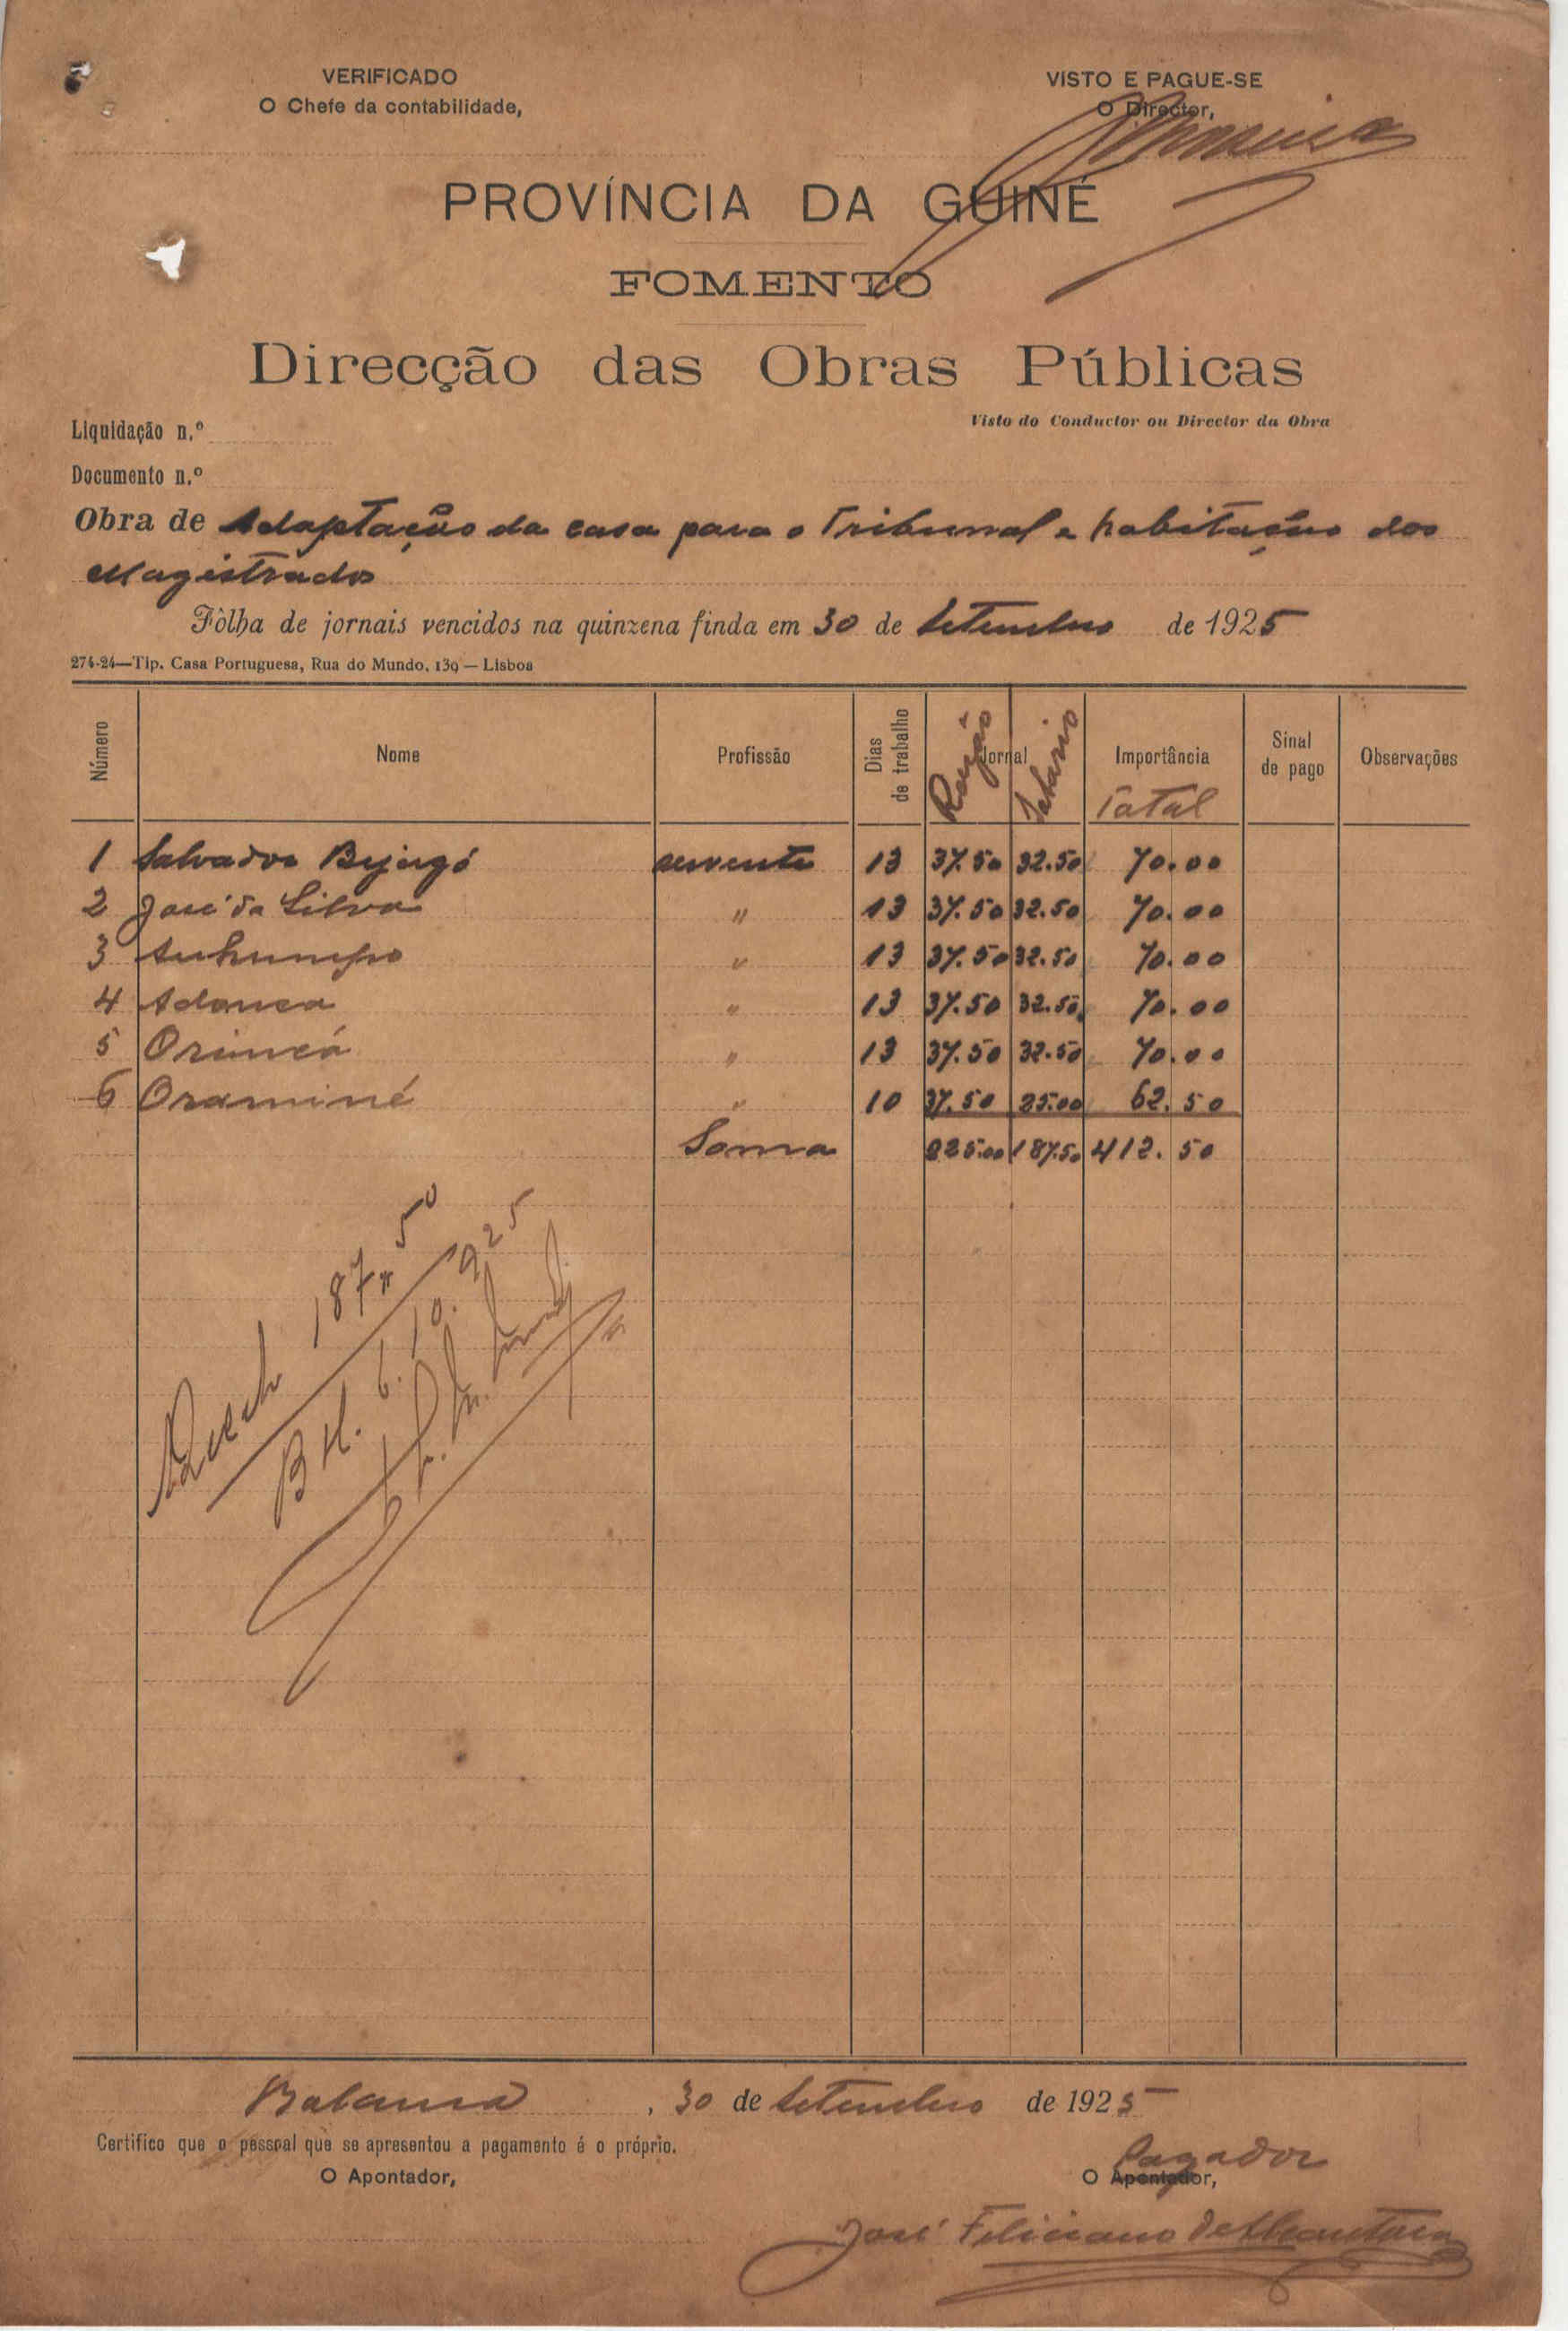 VERIFICADO
O Chefe da contabilidade,
VISTO E PAGUE-SE
O Director,
PROVÍNCIA DA GUINÉ
FOMENTO
Direcção das Obras Públicas
Liquidação n.º
Visto do Conductor ou Director da Obra
Documento n.º
Obra de Adaptação da casa para o Tribunal e habitação dos
Magistrados
Fôlha de jornais vencidos na quinzena finda em 30 de Setembro de 1925
274-24—Tip. Casa Portuguesa, Rua do Mundo, 139 — Lisboa
Número Nome Profissão Dias de trabalho Ração Jornal Salario Importância Total Sinal de pago Observações
1 Salvador Bijagó servente 13 37.50 32.50 70.00
2 José da Silva " 13 37.50 32.50 70.00
3 " 13 37.50 32.50 70.00
4 " 13 37.50 32.50 70.00
5 " 13 37.50 32.50 70.00
6 Oraminé " 10 37.50 25.00 62.50
Soma 225.00 187.50 412.50
187 50
6.10.925
Bolama, 30 de Setembro de 1925
Certifico que o pessoal que se apresentou a pagamento é o próprio.
O Apontador,
Pagador
O Apontador,
José Feliciano